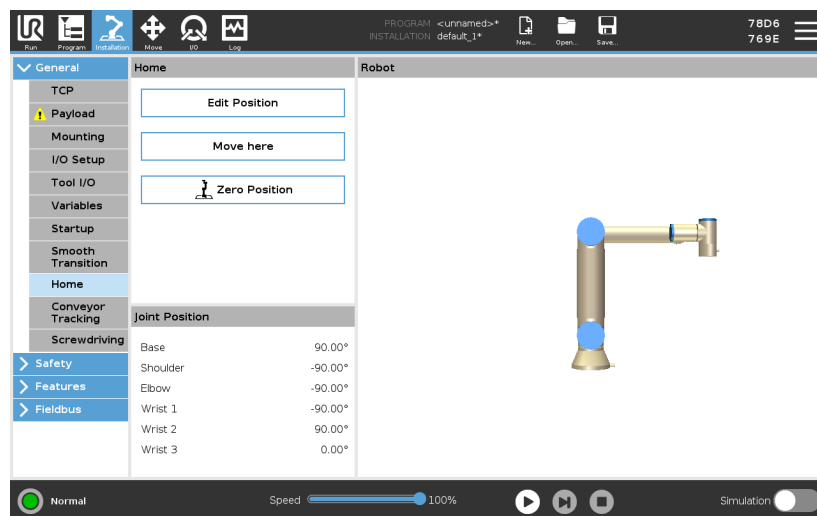 UR
PROGRAM <unnamed>*
INSTALLATION default_1*
78D6
769E
Run Program Installation Move I/O Log New... Open... Save...
General
TCP
Payload
Mounting
I/O Setup
Tool I/O
Variables
Startup
Smooth
Transition
Home
Conveyor
Tracking
Screwdriving
Safety
Features
Fieldbus
Home
Edit Position
Move here
Zero Position
Joint Position
Base 90.00°
Shoulder -90.00°
Elbow -90.00°
Wrist 1 -90.00°
Wrist 2 90.00°
Wrist 3 0.00°
Robot
Normal Speed 100% Simulation